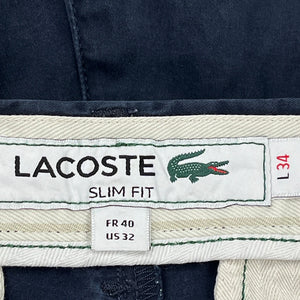 LACOSTE
SLIM FIT
L 34
FR 40
US 32